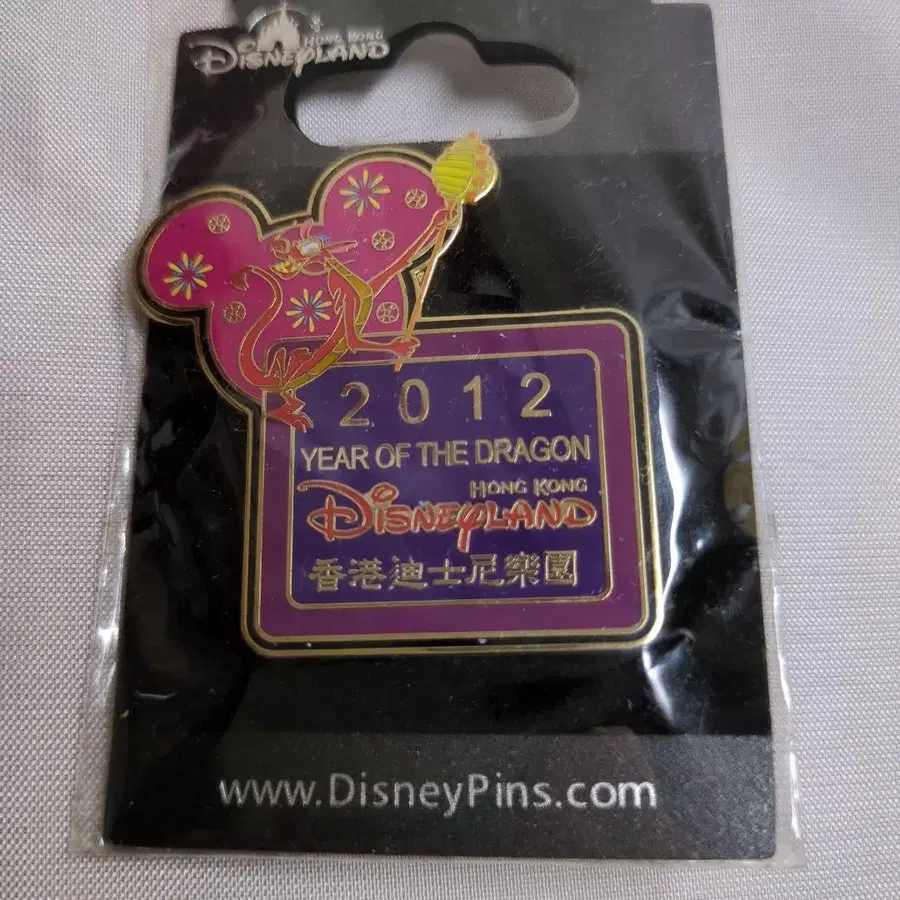 HONG KONG
DISNEYLAND
2012
YEAR OF THE DRAGON
HONG KONG
DISNEYLAND
香港迪士尼樂園
www.DisneyPins.com